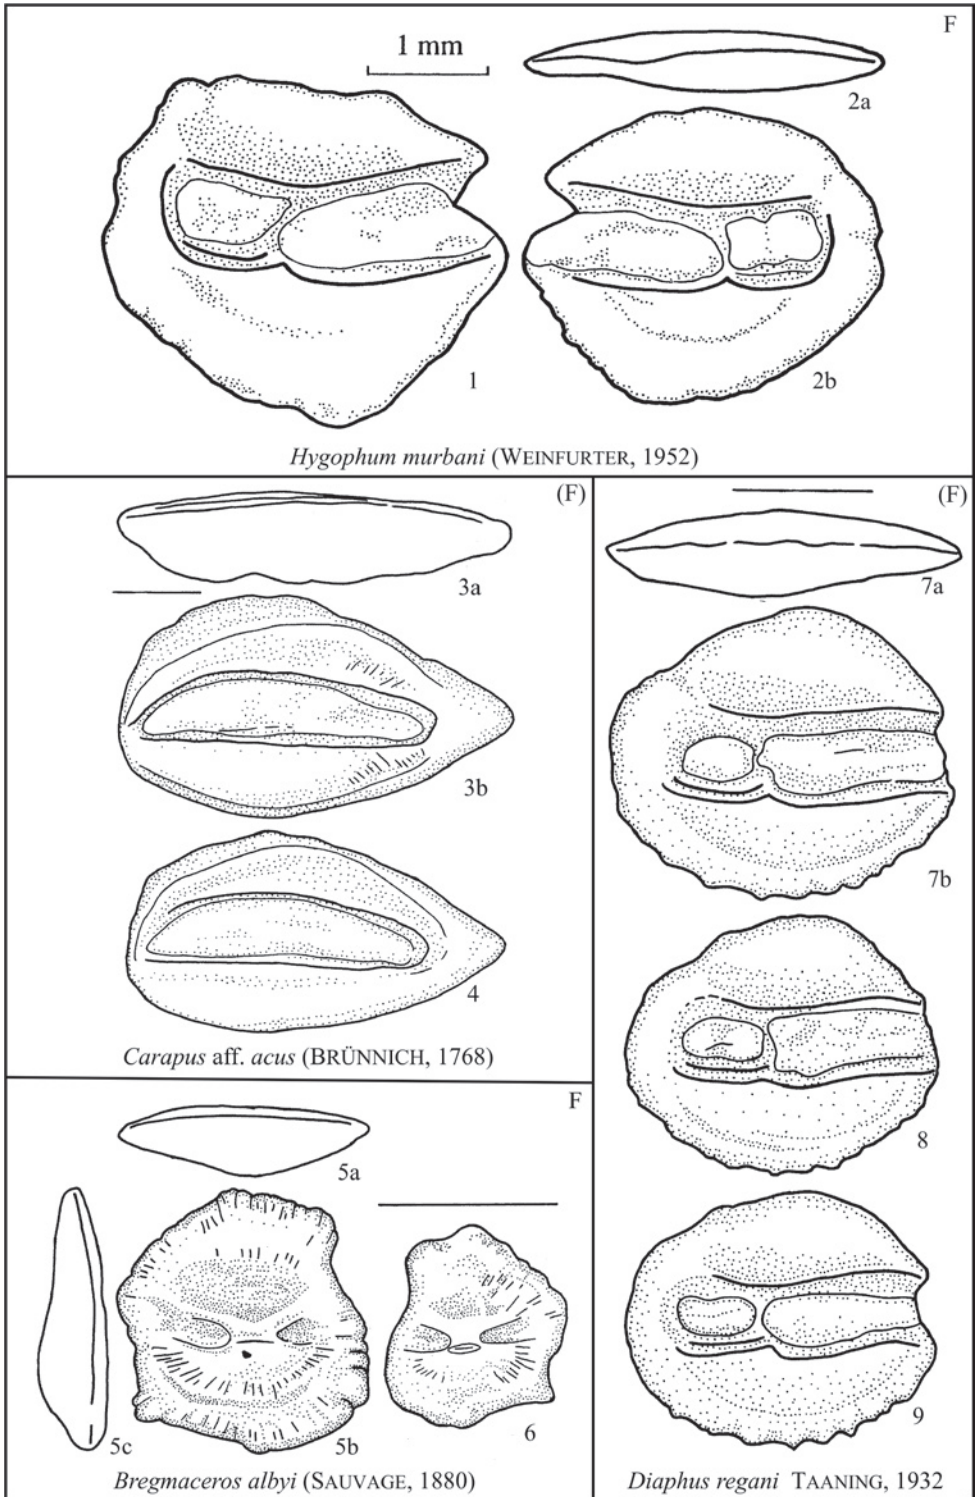 F
1 mm
2a
1
2b
Hygophum murbani (WEINFURTER, 1952)
(F)
3a
3b
4
Carapus aff. acus (BRÜNNICH, 1768)
F
5a
5c
5b
6
Bregmaceros albyi (SAUVAGE, 1880)
(F)
7a
7b
8
9
Diaphus regani TAANING, 1932